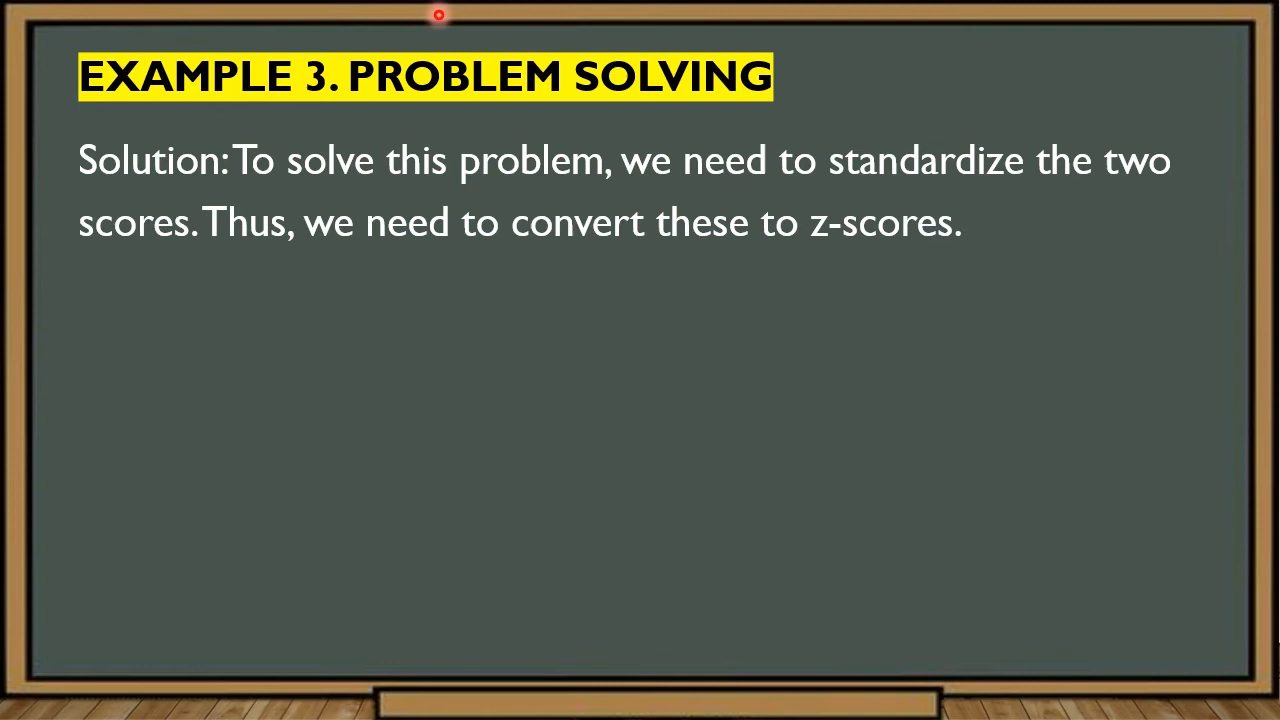 EXAMPLE 3. PROBLEM SOLVING
Solution: To solve this problem, we need to standardize the two
scores. Thus, we need to convert these to z-scores.